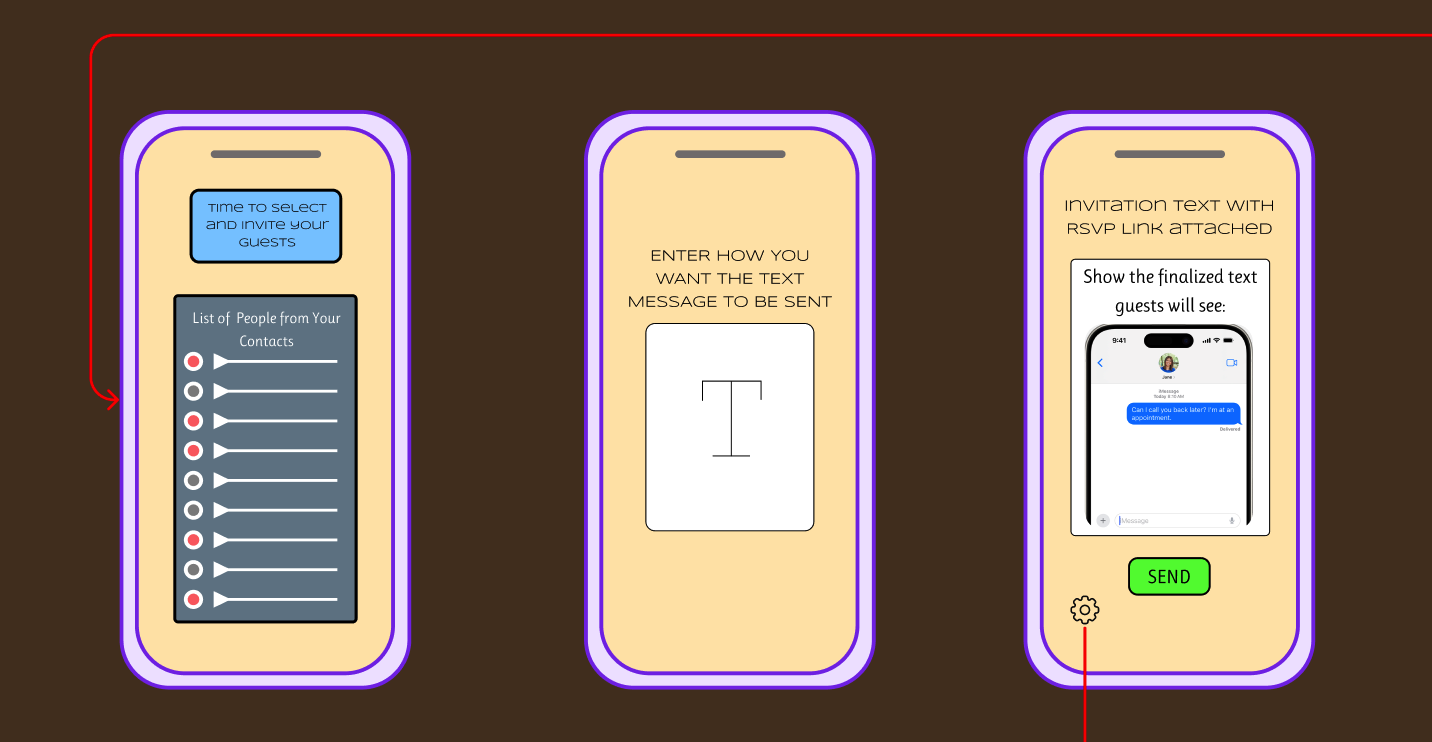 TIME TO SELECT
AND INVITE YOUR
GUESTS
List of People from Your
Contacts
ENTER HOW YOU
WANT THE TEXT
MESSAGE TO BE SENT
T
INVITATION TEXT WITH
RSVP LINK ATTACHED
Show the finalized text
guests will see:
9:41
Jane
iMessage
Today 8:10 AM
Can I call you back later? I'm at an
appointment.
Delivered
iMessage
SEND